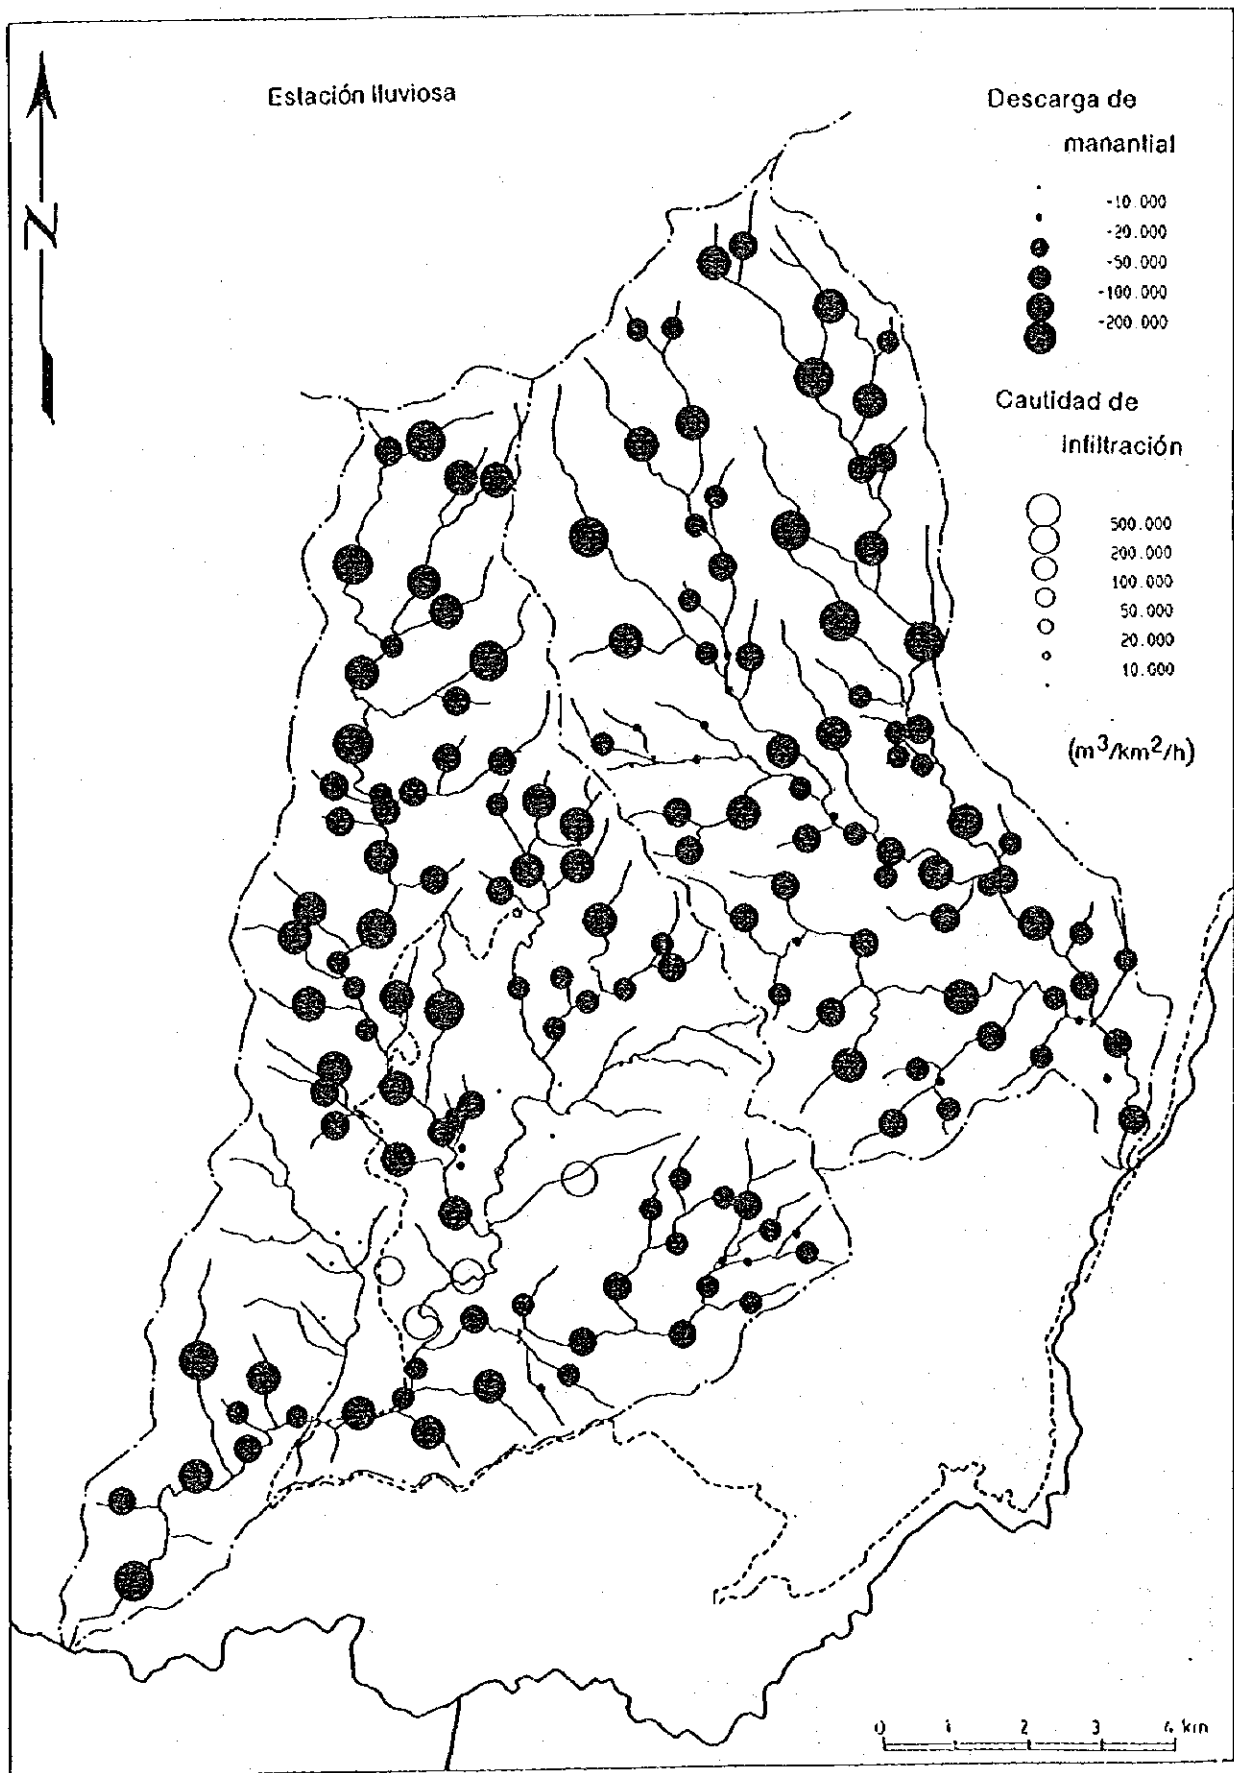 Estación lluviosa
N
Descarga de
manantial
-10.000
-20.000
-50.000
-100.000
-200.000
Cautidad de
infiltración
500.000
200.000
100.000
50.000
20.000
10.000
(m³/km²/h)
0 1 2 3 4 km